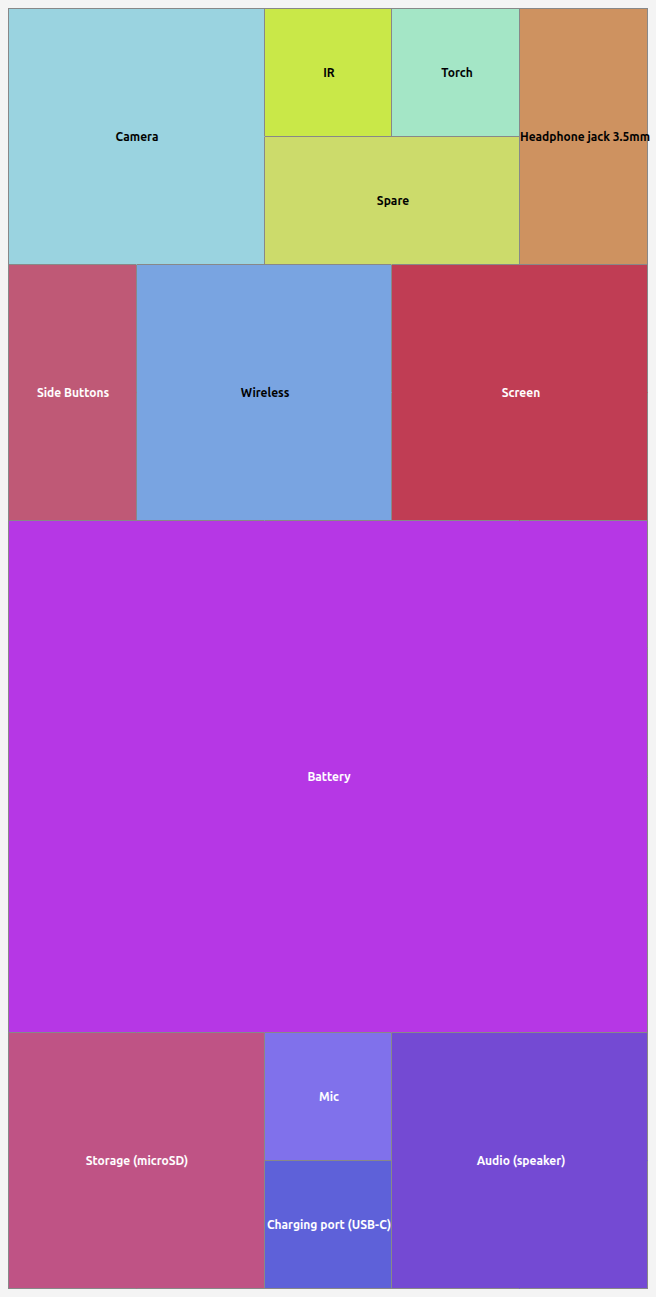 Camera
IR
Torch
Headphone jack 3.5mm
Spare
Side Buttons
Wireless
Screen
Battery
Storage (microSD)
Mic
Charging port (USB-C)
Audio (speaker)